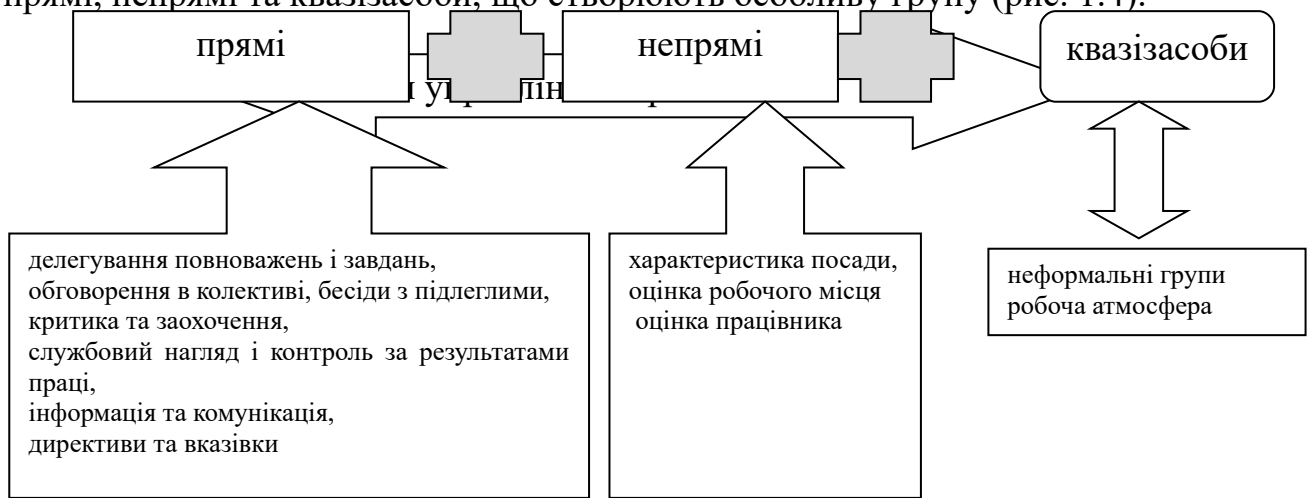 прямі, непрямі та квазізасоби, що створюють особливу групу (рис. 1.4).
прямі
непрямі
квазізасоби
делегування повноважень і завдань,
обговорення в колективі, бесіди з підлеглими,
критика та заохочення,
службовий нагляд і контроль за результатами
праці,
інформація та комунікація,
директиви та вказівки
характеристика посади,
оцінка робочого місця
оцінка працівника
неформальні групи
робоча атмосфера